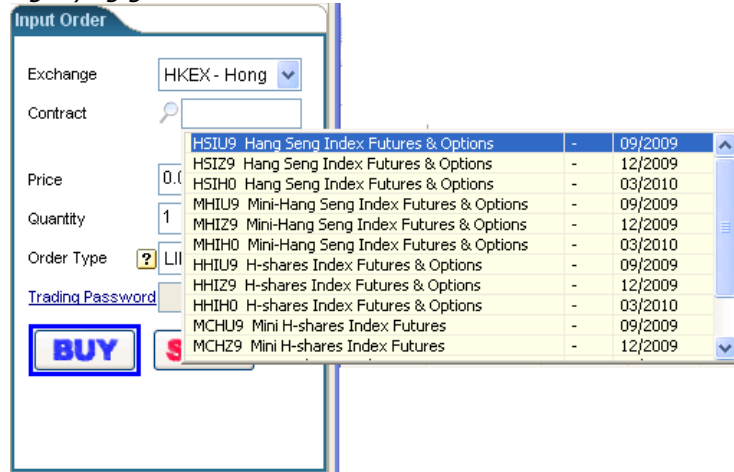 Input Order
Exchange HKEX - Hong
Contract
HSIU9 Hang Seng Index Futures & Options - 09/2009
HSIZ9 Hang Seng Index Futures & Options - 12/2009
HSIH0 Hang Seng Index Futures & Options - 03/2010
Price 0.0
MHIU9 Mini-Hang Seng Index Futures & Options - 09/2009
Quantity 1
MHIZ9 Mini-Hang Seng Index Futures & Options - 12/2009
MHIH0 Mini-Hang Seng Index Futures & Options - 03/2010
Order Type ?
HHIU9 H-shares Index Futures & Options - 09/2009
HHIZ9 H-shares Index Futures & Options - 12/2009
Trading Password
HHIH0 H-shares Index Futures & Options - 03/2010
MCHU9 Mini H-shares Index Futures - 09/2009
BUY
MCHZ9 Mini H-shares Index Futures - 12/2009